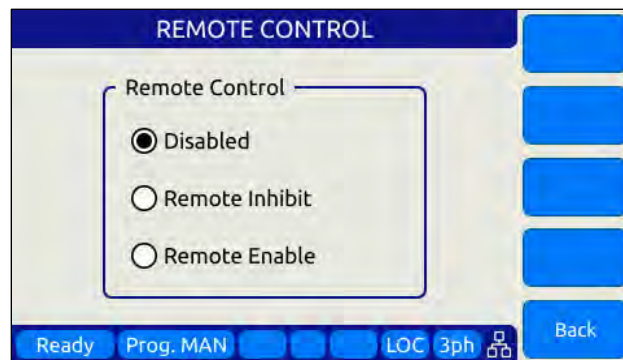 REMOTE CONTROL
Remote Control
Disabled
Remote Inhibit
Remote Enable
Ready Prog. MAN LOC 3ph Back